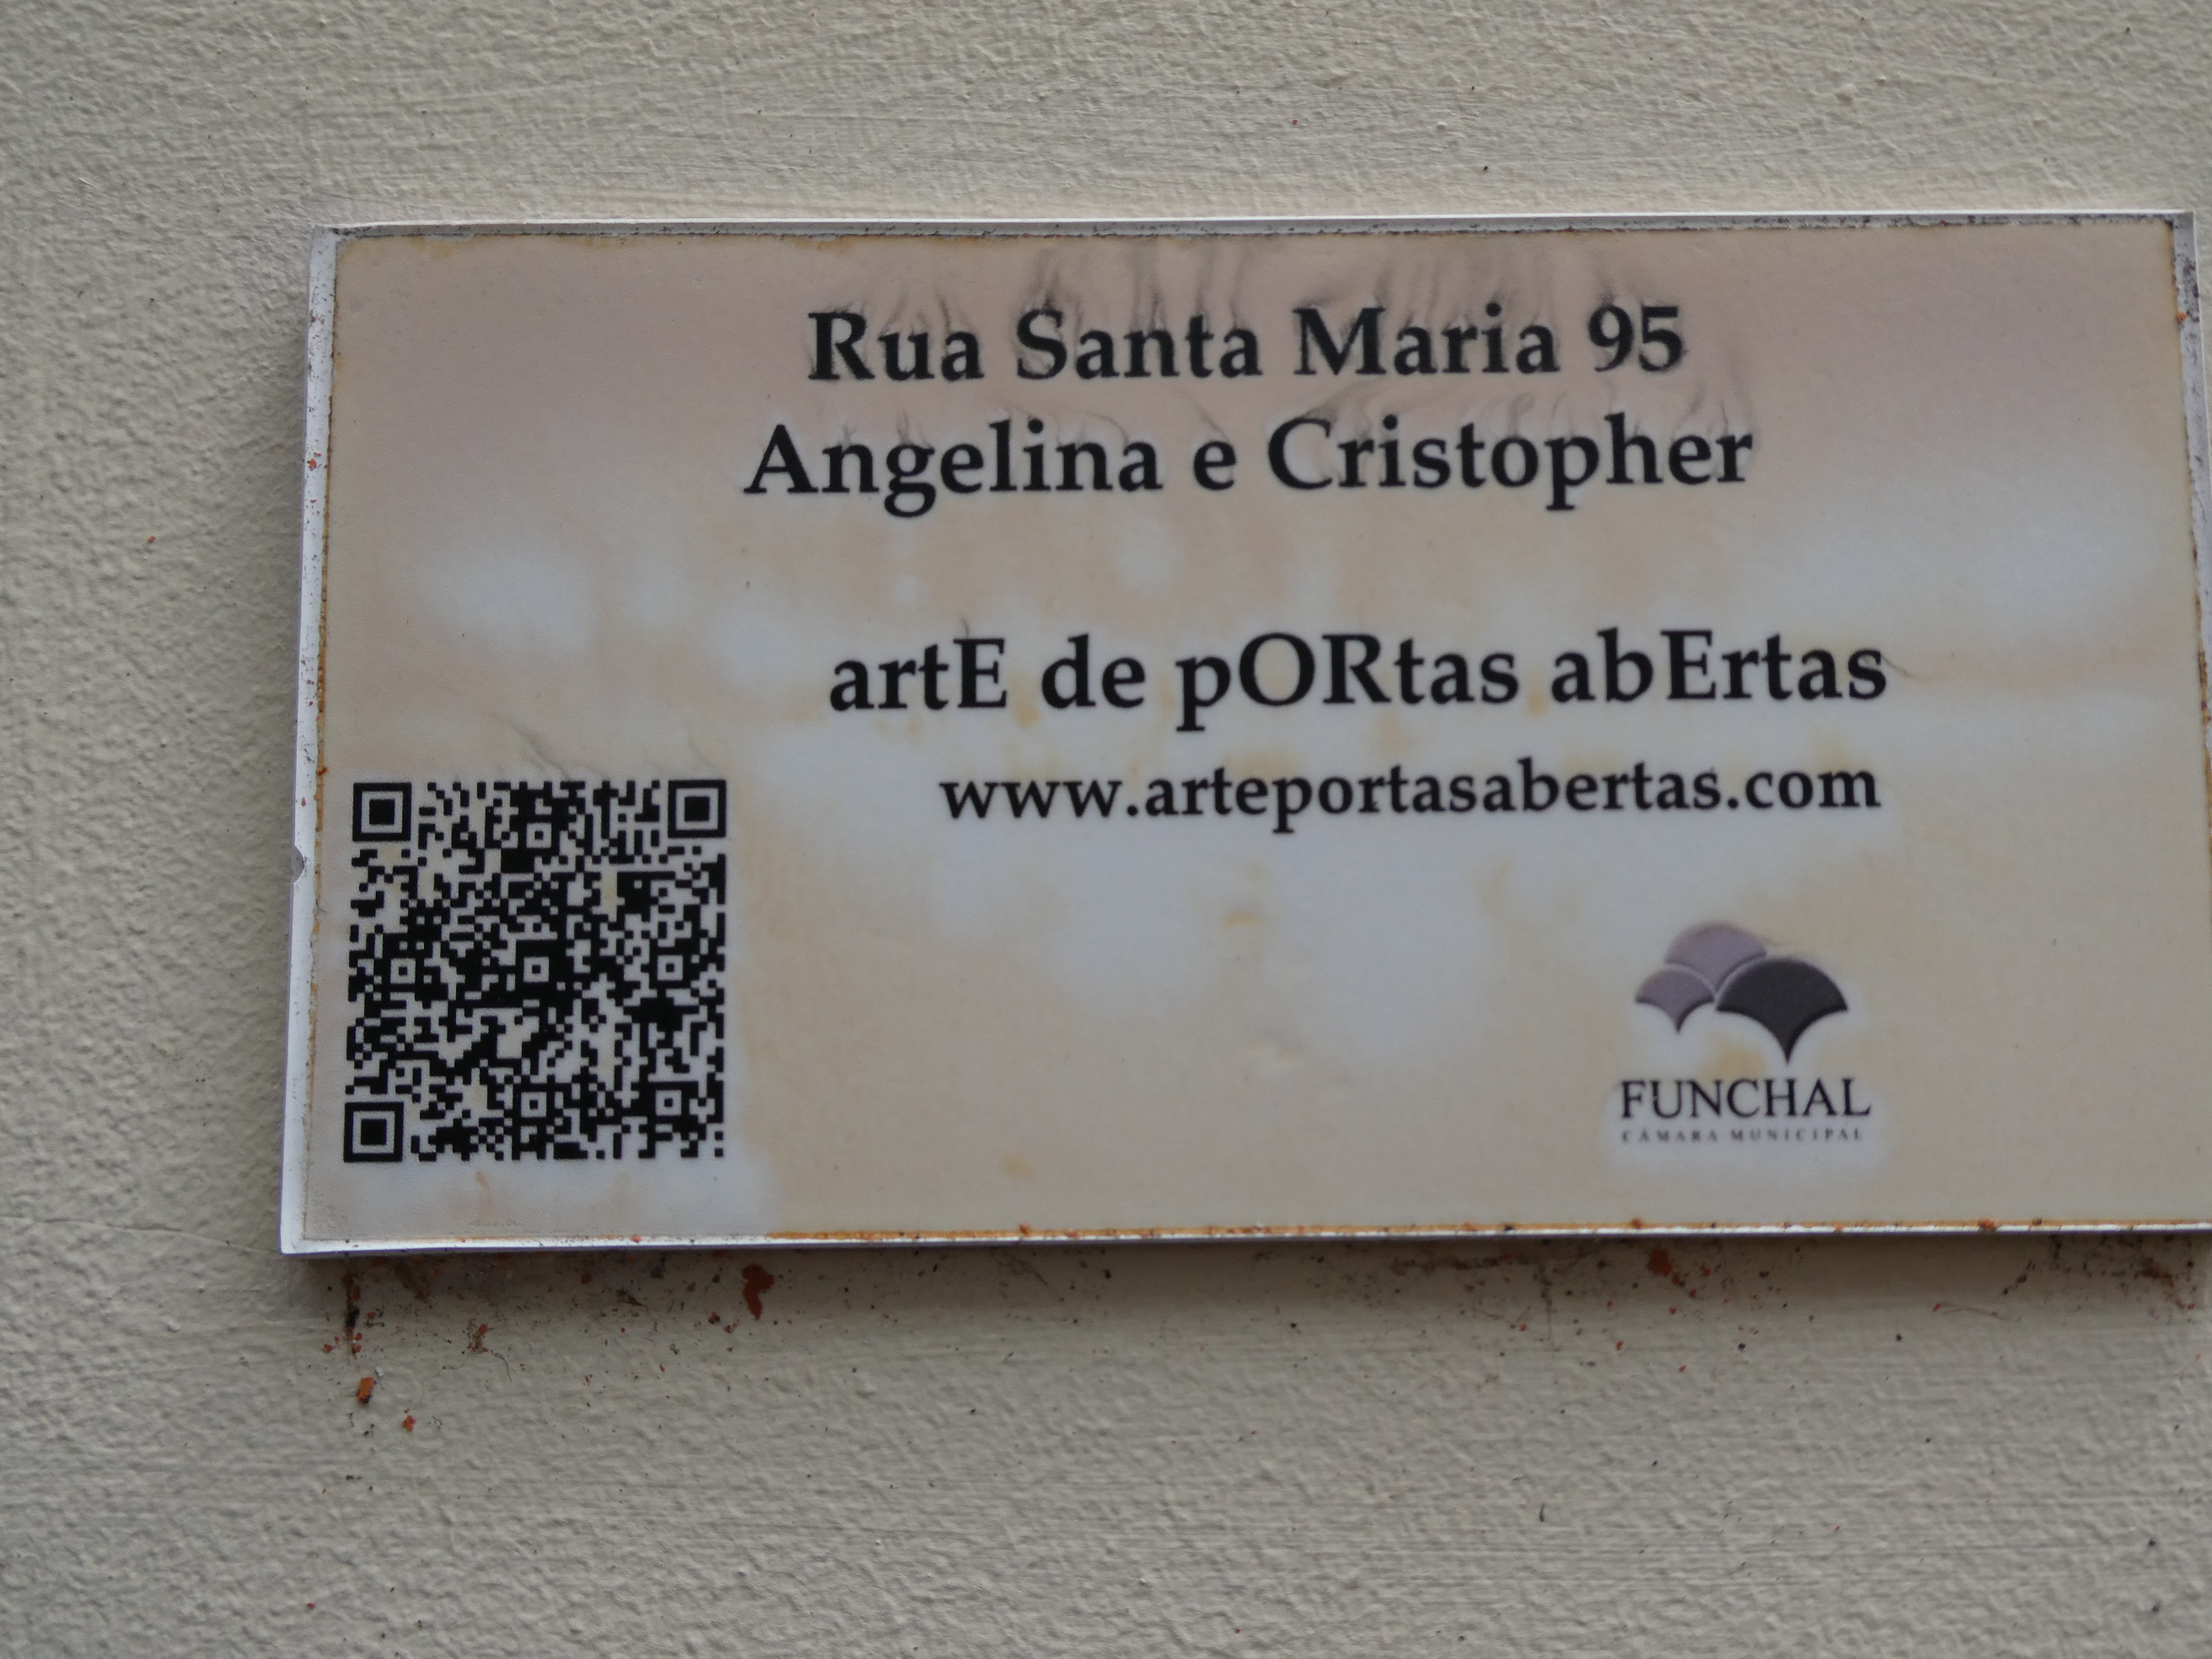 Rua Santa Maria 95
Angelina e Cristopher
artE de pORtas abErtas
www.arteportasabertas.com
FUNCHAL
CÂMARA MUNICIPAL